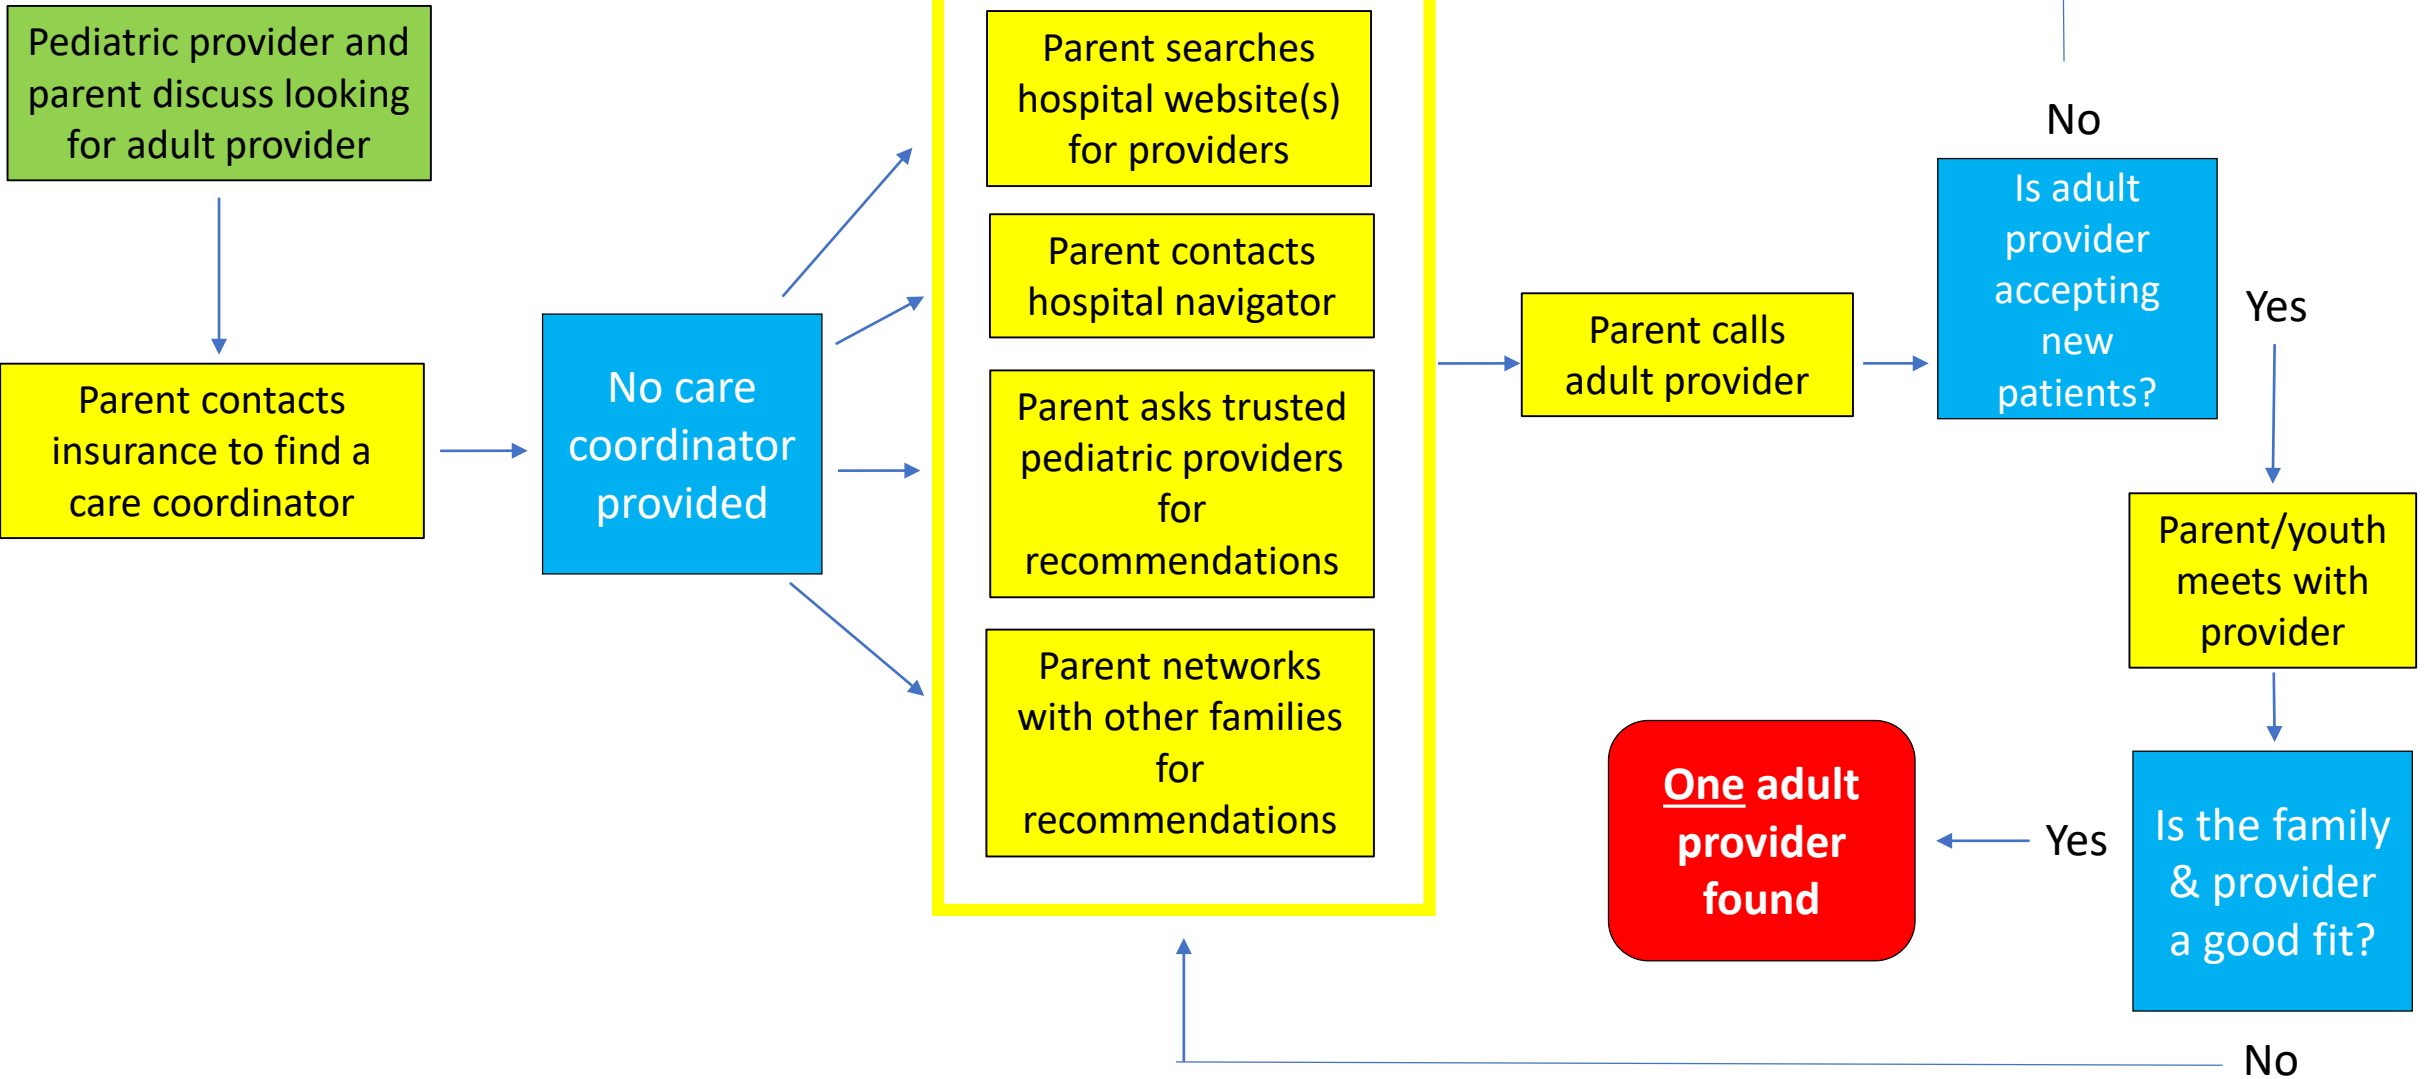 Pediatric provider and
parent discuss looking
for adult provider
Parent contacts
insurance to find a
care coordinator
No care
coordinator
provided
Parent searches
hospital website(s)
for providers
Parent contacts
hospital navigator
Parent asks trusted
pediatric providers
for
recommendations
Parent networks
with other families
for
recommendations
Parent calls
adult provider
No
Is adult
provider
accepting
new
patients?
Yes
Parent/youth
meets with
provider
Is the family
& provider
a good fit?
Yes
One adult
provider
found
No